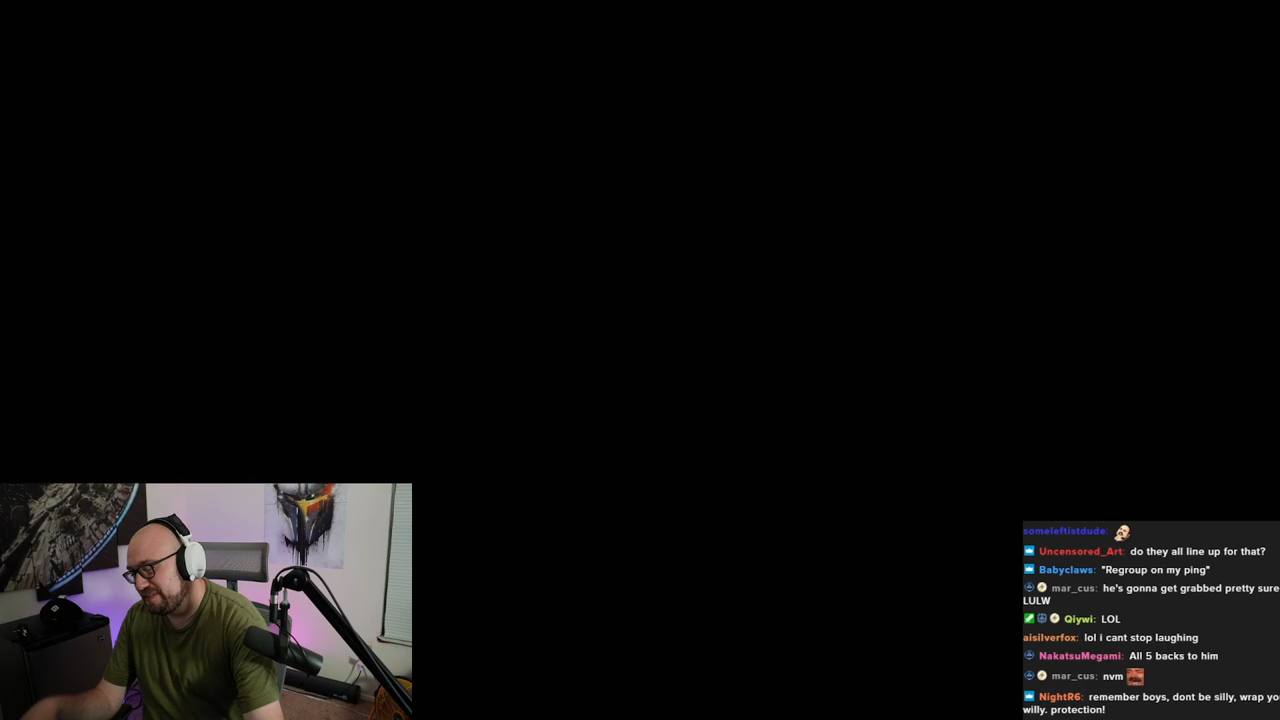 someleftistdude:
Uncensored_Art: do they all line up for that?
Babyclaws: "Regroup on my ping"
mar_cus: he's gonna get grabbed pretty sure
LULW
Qiywi: LOL
aisilverfox: lol i cant stop laughing
NakatsuMegami: All 5 backs to him
mar_cus: nvm
NightR6: remember boys, dont be silly, wrap yo
willy. protection!